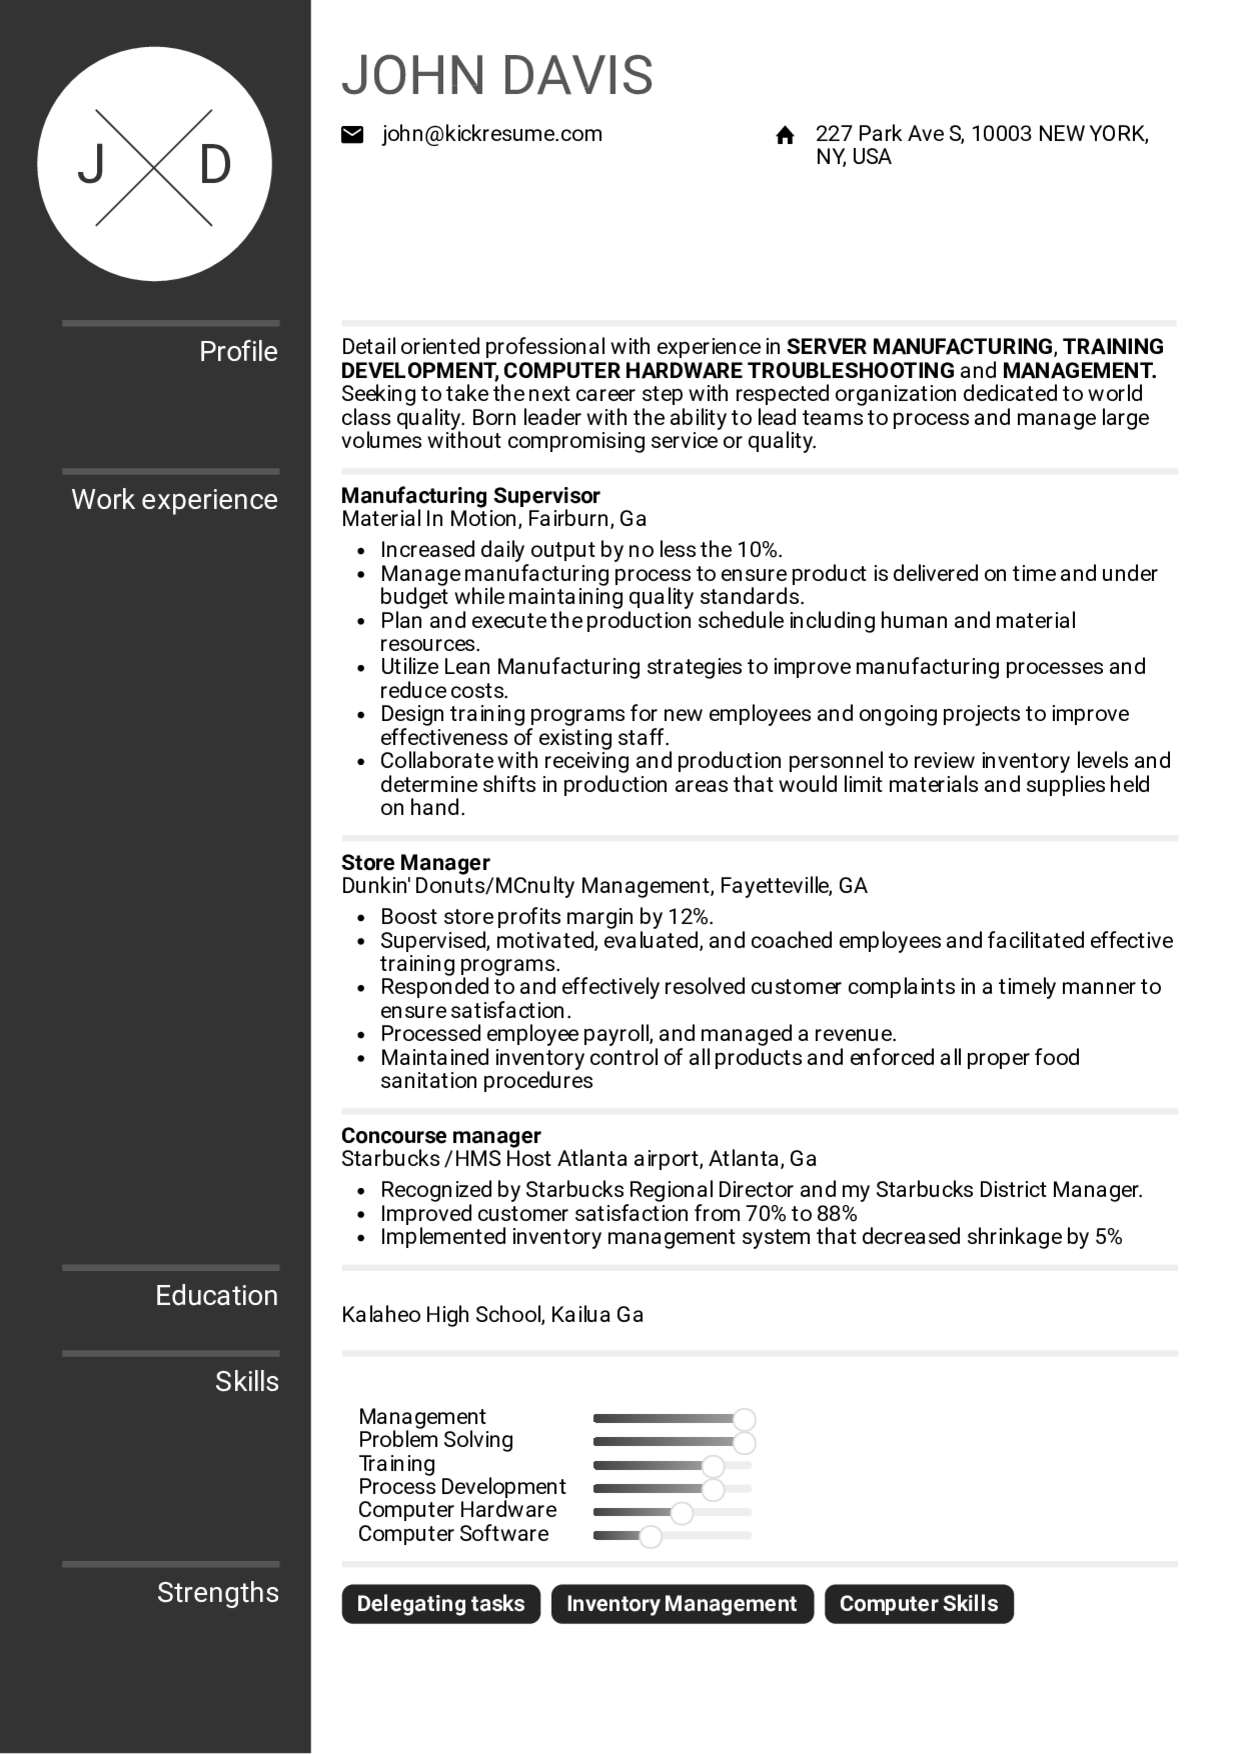 J D
JOHN DAVIS
john@kickresume.com
227 Park Ave S, 10003 NEW YORK,
NY, USA
Profile
Detail oriented professional with experience in SERVER MANUFACTURING, TRAINING
DEVELOPMENT, COMPUTER HARDWARE TROUBLESHOOTING and MANAGEMENT.
Seeking to take the next career step with respected organization dedicated to world
class quality. Born leader with the ability to lead teams to process and manage large
volumes without compromising service or quality.
Work experience
Manufacturing Supervisor
Material In Motion, Fairburn, Ga
• Increased daily output by no less the 10%.
• Manage manufacturing process to ensure product is delivered on time and under
budget while maintaining quality standards.
• Plan and execute the production schedule including human and material
resources.
• Utilize Lean Manufacturing strategies to improve manufacturing processes and
reduce costs.
• Design training programs for new employees and ongoing projects to improve
effectiveness of existing staff.
• Collaborate with receiving and production personnel to review inventory levels and
determine shifts in production areas that would limit materials and supplies held
on hand.
Store Manager
Dunkin' Donuts/MCnulty Management, Fayetteville, GA
• Boost store profits margin by 12%.
• Supervised, motivated, evaluated, and coached employees and facilitated effective
training programs.
• Responded to and effectively resolved customer complaints in a timely manner to
ensure satisfaction.
• Processed employee payroll, and managed a revenue.
• Maintained inventory control of all products and enforced all proper food
sanitation procedures
Concourse manager
Starbucks /HMS Host Atlanta airport, Atlanta, Ga
• Recognized by Starbucks Regional Director and my Starbucks District Manager.
• Improved customer satisfaction from 70% to 88%
• Implemented inventory management system that decreased shrinkage by 5%
Education
Kalaheo High School, Kailua Ga
Skills
Management
Problem Solving
Training
Process Development
Computer Hardware
Computer Software
Strengths
Delegating tasks Inventory Management Computer Skills